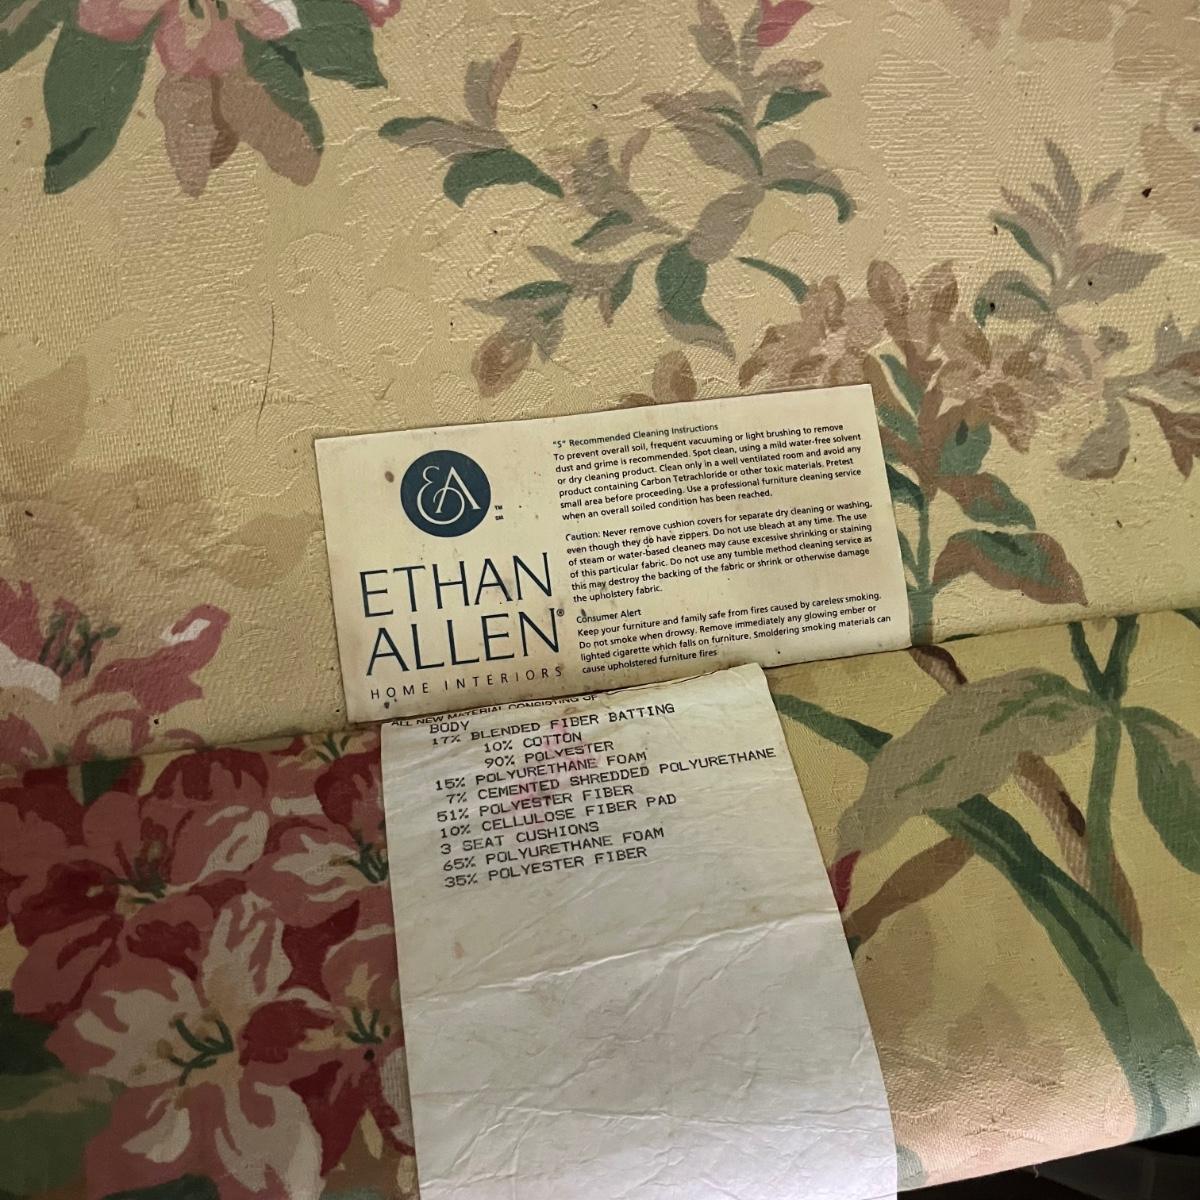 EA
TM
SM
ETHAN
ALLEN®
HOME INTERIORS
"S" Recommended Cleaning Instructions
To prevent overall soil, frequent vacuuming or light brushing to remove
dust and grime is recommended. Spot clean, using a mild water-free solvent
or dry cleaning product. Clean only in a well ventilated room and avoid any
product containing Carbon Tetrachloride or other toxic materials. Pretest
small area before proceeding. Use a professional furniture cleaning service
when an overall soiled condition has been reached.
Caution: Never remove cushion covers for separate dry cleaning or washing,
even though they do have zippers. Do not use bleach at any time. The use
of steam or water-based cleaners may cause excessive shrinking or staining
of this particular fabric. Do not use any tumble method cleaning service as
this may destroy the backing of the fabric or shrink or otherwise damage
the upholstery fabric.
Consumer Alert
Keep your furniture and family safe from fires caused by careless smoking.
Do not smoke when drowsy. Remove immediately any glowing ember or
lighted cigarette which falls on furniture. Smoldering smoking materials can
cause upholstered furniture fires
ALL NEW MATERIAL CONSISTING OF
BODY
17% BLENDED FIBER BATTING
10% COTTON
90% POLYESTER
15% POLYURETHANE FOAM
7% CEMENTED SHREDDED POLYURETHANE
51% POLYESTER FIBER
10% CELLULOSE FIBER PAD
3 SEAT CUSHIONS
65% POLYURETHANE FOAM
35% POLYESTER FIBER